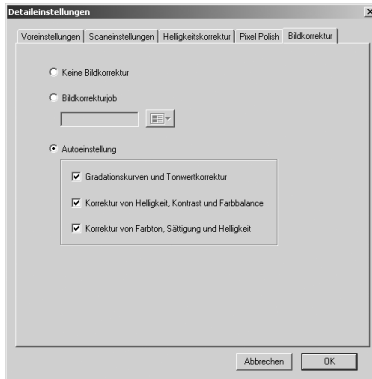 Detaileinstellungen
Voreinstellungen Scaneinstellungen Helligkeitskorrektur Pixel Polish Bildkorrektur
Keine Bildkorrektur
Bildkorrekturjob
Autoeinstellung
Gradationskurven und Tonwertkorrektur
Korrektur von Helligkeit, Kontrast und Farbbalance
Korrektur von Farbton, Sättigung und Helligkeit
Abbrechen OK